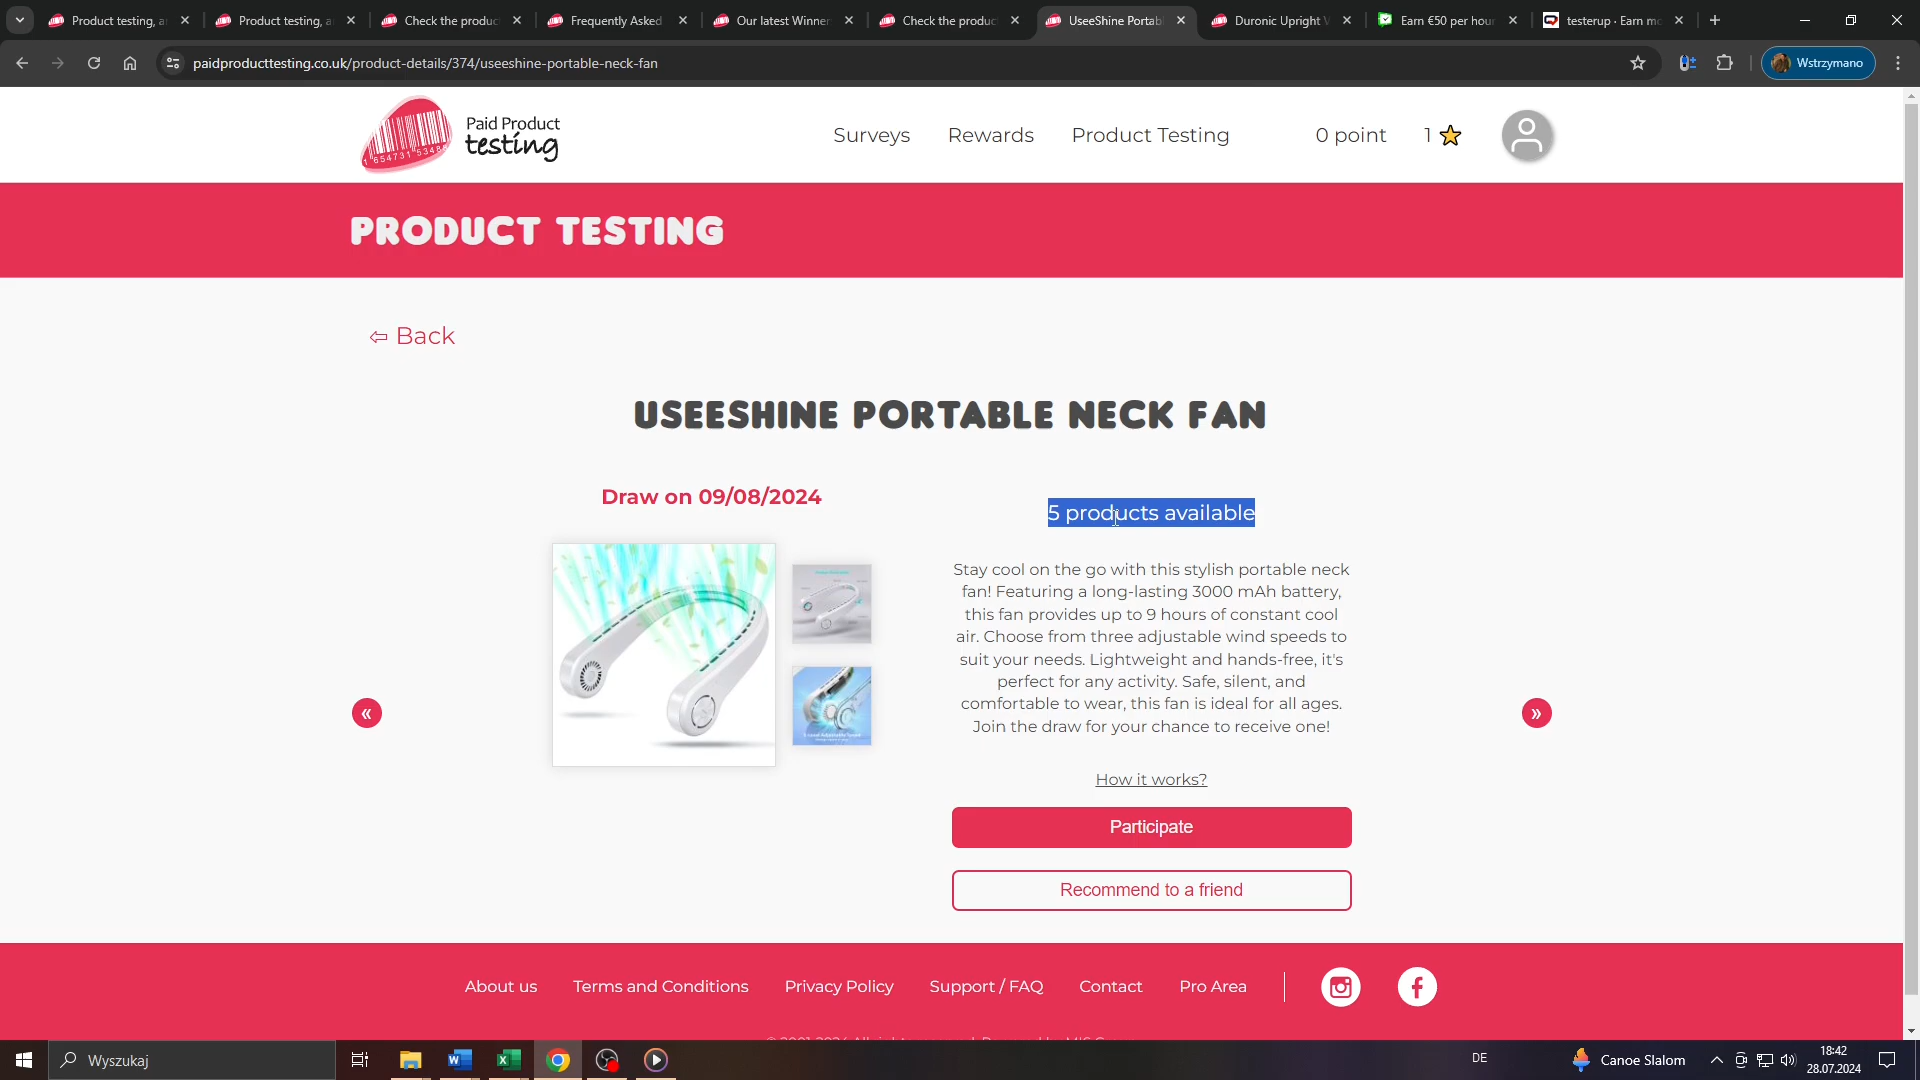 Product testing, a
Product testing, a
Check the produc
Frequently Asked
Our latest Winner
Check the produc
UseeShine Portab
Duronic Upright V
Earn €50 per hou
testerup · Earn mo
paidproducttesting.co.uk/product-details/374/useeshine-portable-neck-fan
Wstrzymano
Paid Product
testing
1 654731 53486
Surveys
Rewards
Product Testing
0 point
1
PRODUCT TESTING
⇦ Back
USEESHINE PORTABLE NECK FAN
Draw on 09/08/2024
5 products available
Stay cool on the go with this stylish portable neck
fan! Featuring a long-lasting 3000 mAh battery,
this fan provides up to 9 hours of constant cool
air. Choose from three adjustable wind speeds to
suit your needs. Lightweight and hands-free, it's
perfect for any activity. Safe, silent, and
comfortable to wear, this fan is ideal for all ages.
Join the draw for your chance to receive one!
«
»
How it works?
Participate
Recommend to a friend
About us
Terms and Conditions
Privacy Policy
Support / FAQ
Contact
Pro Area
Wyszukaj
DE
Canoe Slalom
18:42
28.07.2024